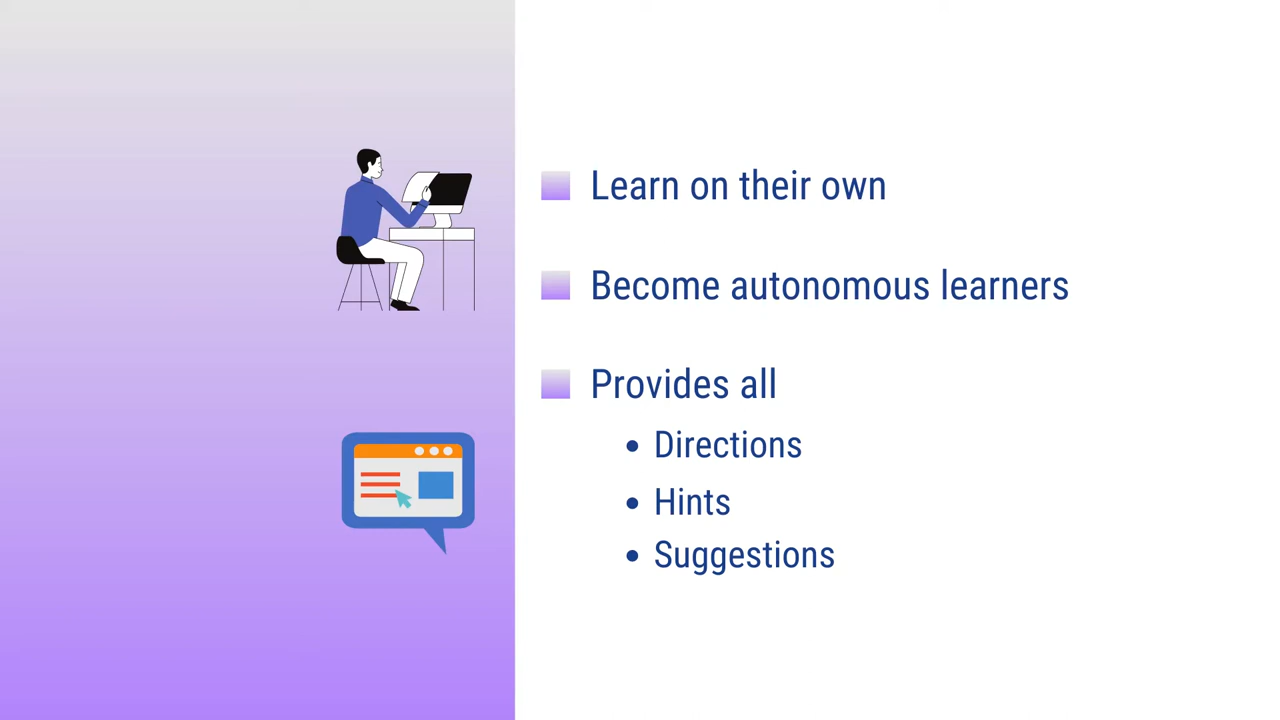 Learn on their own
Become autonomous learners
Provides all
Directions
Hints
Suggestions